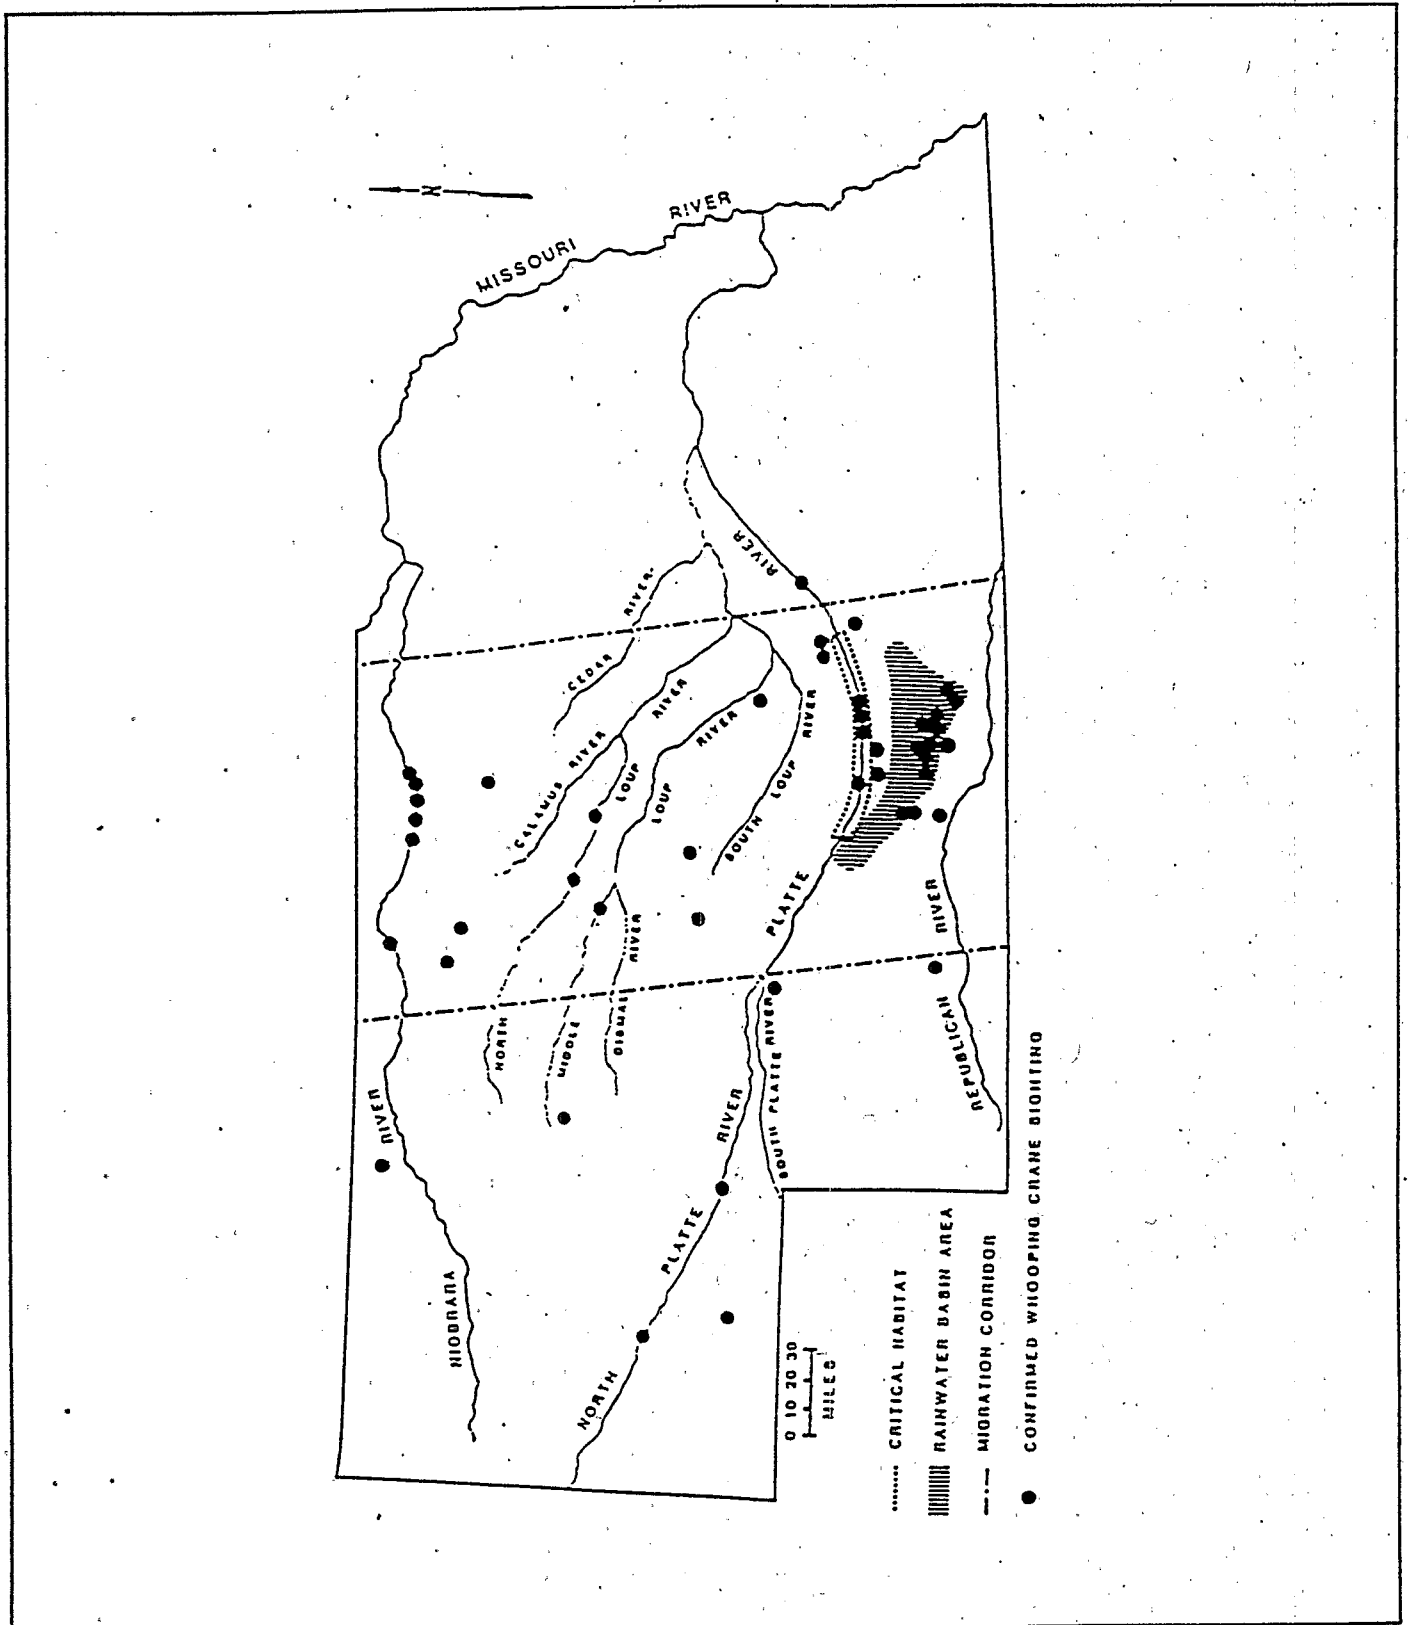 N
MISSOURI
RIVER
NIOBRARA
RIVER
CEDAR
RIVER
CALAMUS RIVER
NORTH
LOUP
RIVER
MIDDLE
LOUP
RIVER
DISMAL
RIVER
SOUTH
LOUP
RIVER
NORTH
PLATTE
RIVER
SOUTH PLATTE RIVER
PLATTE
RIVER
REPUBLICAN
RIVER
0 10 20 30
MILES
CRITICAL HABITAT
RAINWATER BASIN AREA
MIGRATION CORRIDOR
CONFIRMED WHOOPING CRANE SIGHTING